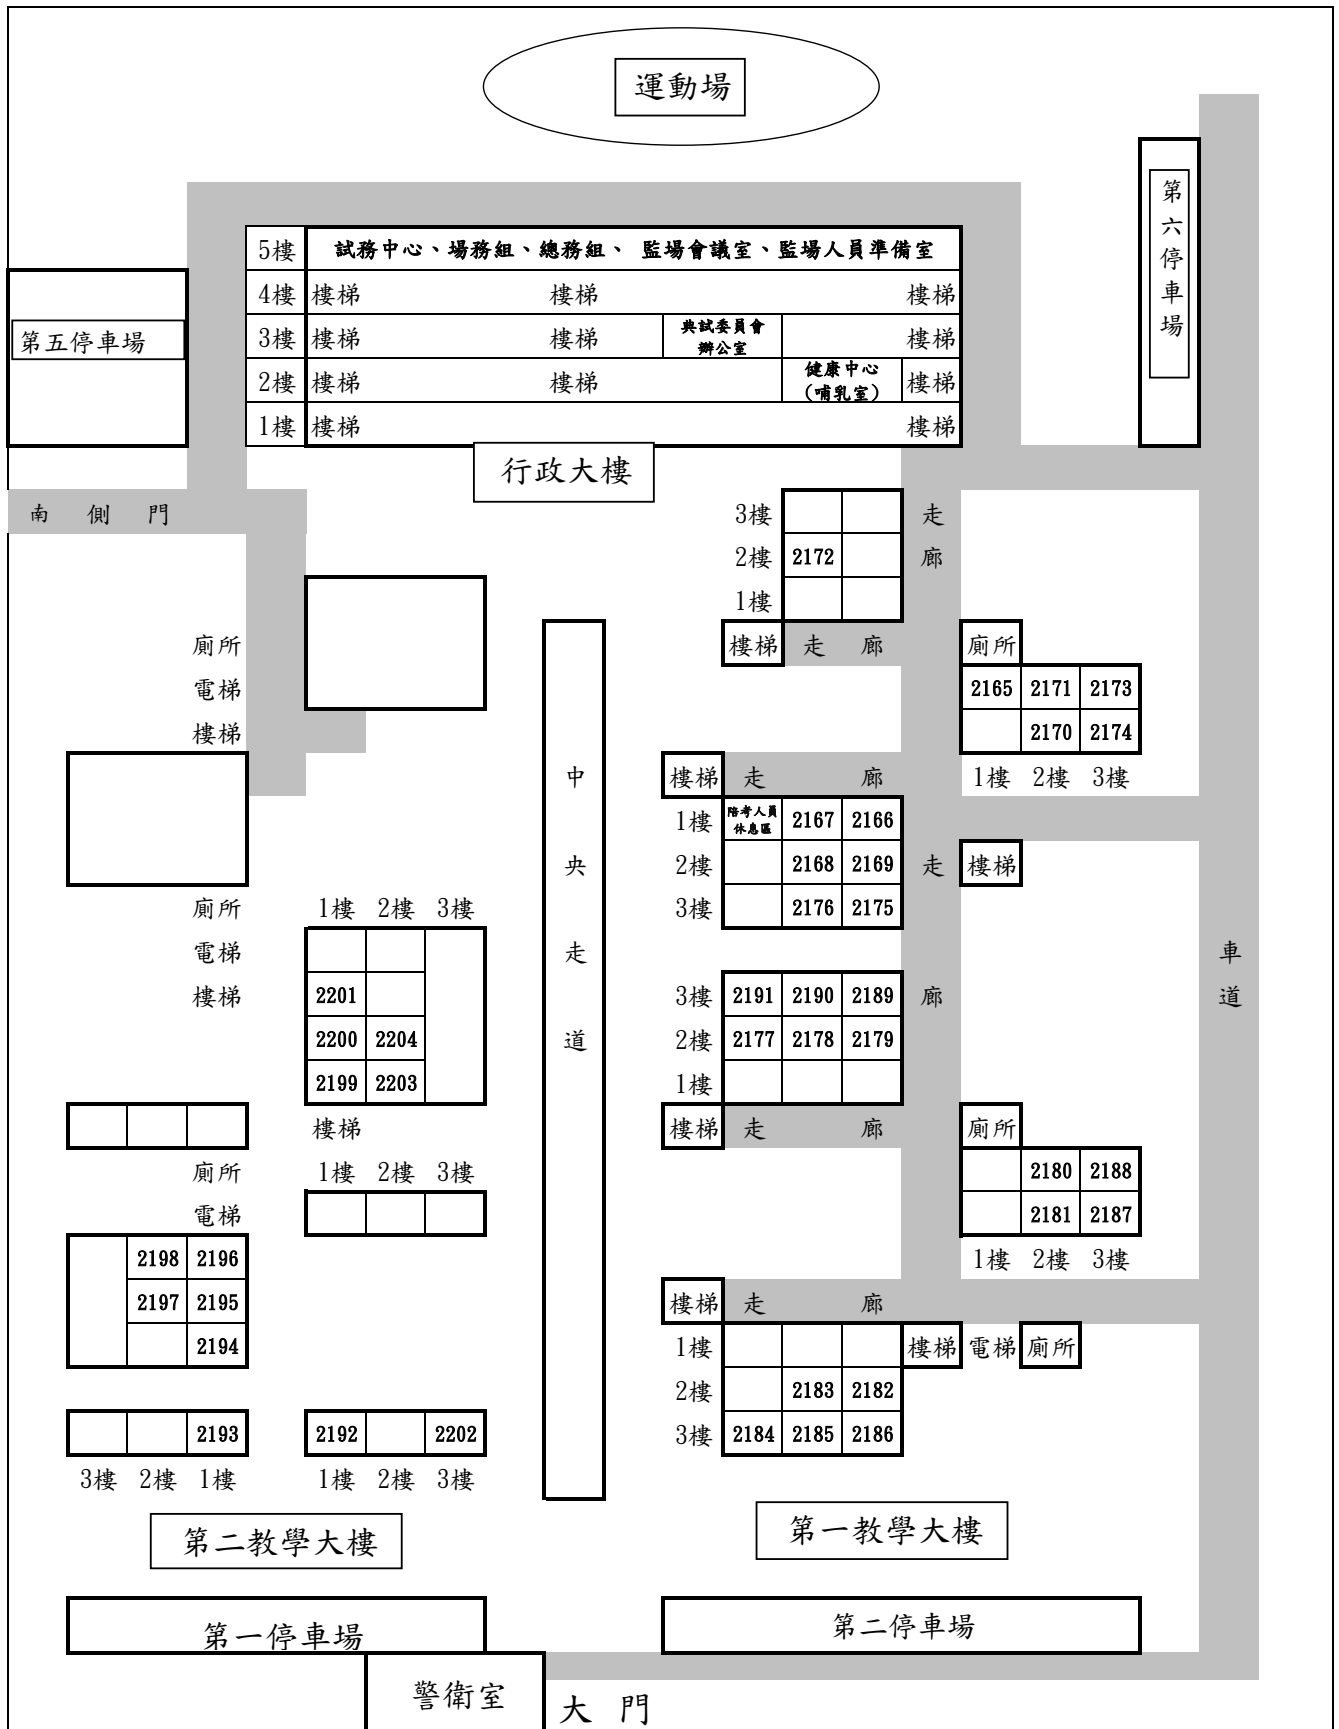 運動場
第六停車場
5樓 試務中心、場務組、總務組、 監場會議室、監場人員準備室
4樓 樓梯 樓梯 樓梯
第五停車場
3樓 樓梯 樓梯 典試委員會辦公室 樓梯
2樓 樓梯 樓梯 健康中心(哺乳室) 樓梯
1樓 樓梯 樓梯
行政大樓
南側門
3樓 走
2樓 2172 廊
1樓
廁所 樓梯 走廊 廁所
電梯 2165 2171 2173
樓梯 2170 2174
中央走道
樓梯 走廊 1樓 2樓 3樓
1樓 陪考人員休息區 2167 2166
2樓 2168 2169 走 樓梯
3樓 2176 2175
廁所 1樓 2樓 3樓
電梯
車道
樓梯 2201
3樓 2191 2190 2189 廊
2200 2204
2樓 2177 2178 2179
2199 2203
1樓
樓梯
樓梯 走廊 廁所
廁所 1樓 2樓 3樓
2180 2188
電梯
2181 2187
2198 2196
1樓 2樓 3樓
2197 2195
樓梯 走廊
2194
1樓 樓梯 電梯 廁所
2樓 2183 2182
2193 2192 2202
3樓 2184 2185 2186
3樓 2樓 1樓 1樓 2樓 3樓
第二教學大樓
第一教學大樓
第一停車場
第二停車場
警衛室
大門